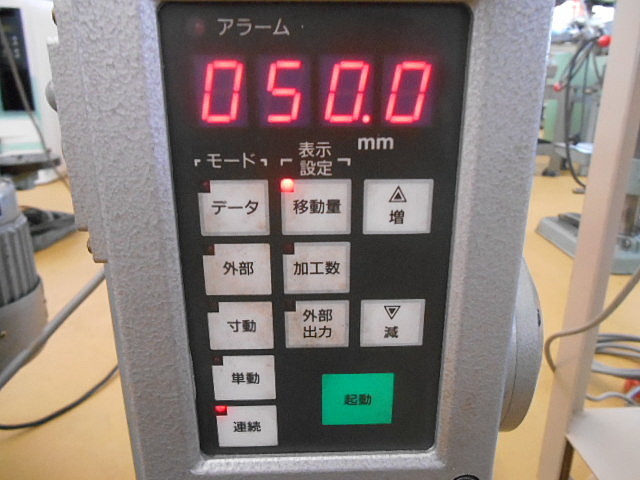 アラーム
050.0
mm
モード
表示
設定
データ
移動量
増
外部
加工数
寸動
外部
出力
減
単動
起動
連続